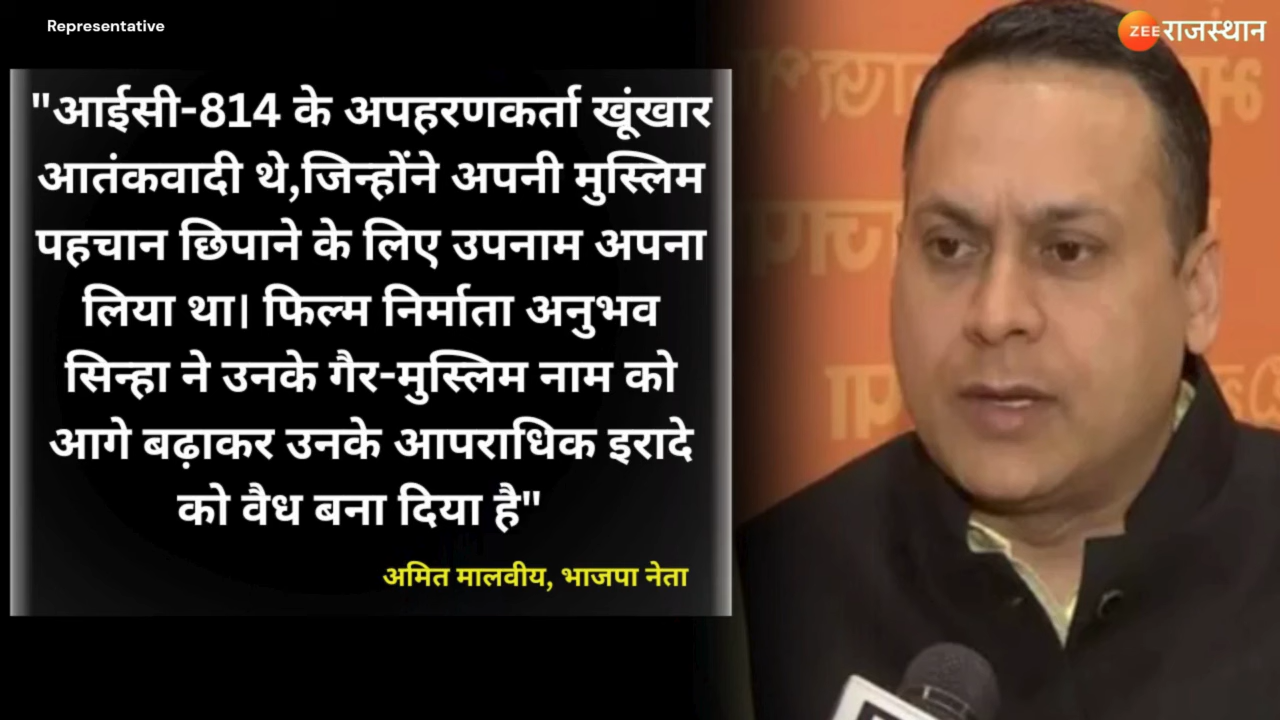 Representative
ZEE राजस्थान
"आईसी-814 के अपहरणकर्ता खूंखार
आतंकवादी थे,जिन्होंने अपनी मुस्लिम
पहचान छिपाने के लिए उपनाम अपना
लिया था। फिल्म निर्माता अनुभव
सिन्हा ने उनके गैर-मुस्लिम नाम को
आगे बढ़ाकर उनके आपराधिक इरादे
को वैध बना दिया है"
अमित मालवीय, भाजपा नेता